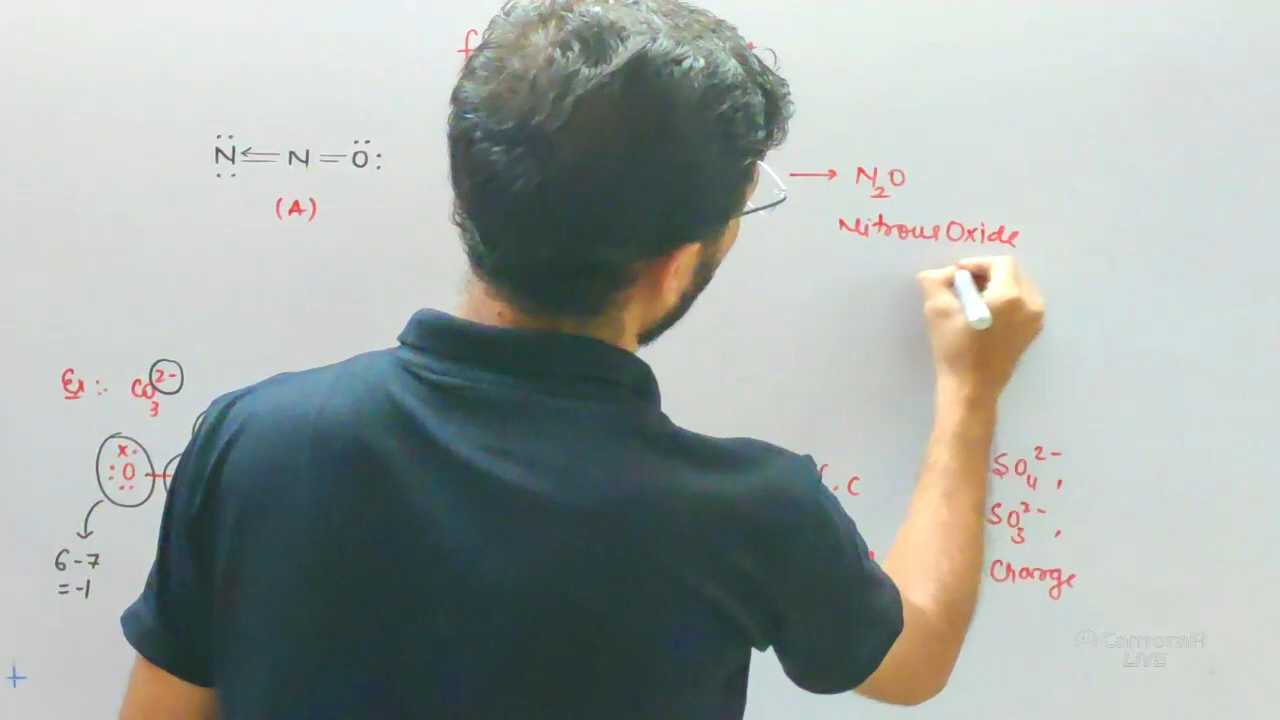 N ⇐ N = O:
(A)
→ N2O
Nitrous Oxide
Ex :- CO3 2-
:O
6-7
=-1
. C
SO4 2-,
SO3 2-,
Charge
+
CameraFi
LIVE